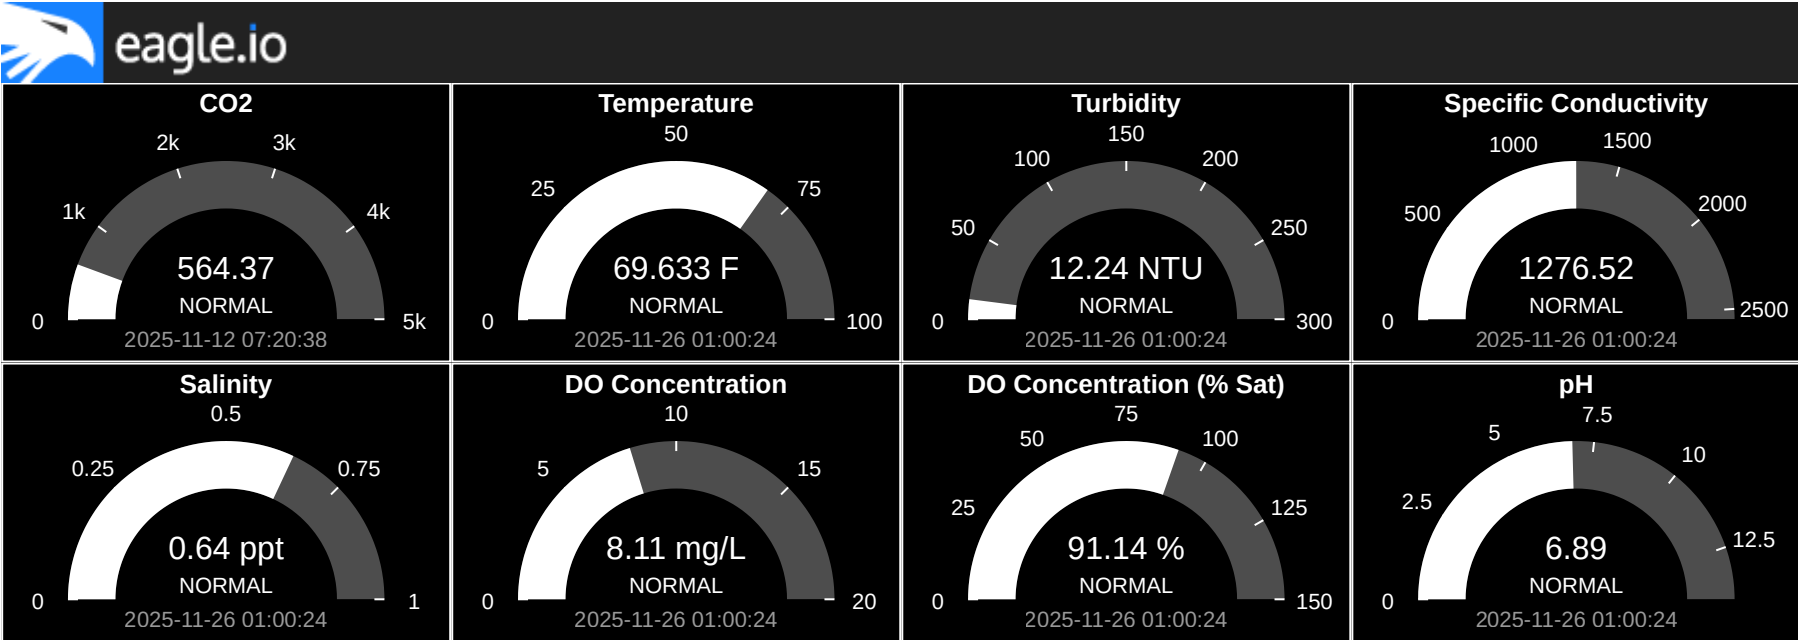 eagle.io
CO2
0
1k
2k
3k
4k
5k
564.37
NORMAL
2025-11-12 07:20:38
Temperature
0
25
50
75
100
69.633 F
NORMAL
2025-11-26 01:00:24
Turbidity
0
50
100
150
200
250
300
12.24 NTU
NORMAL
2025-11-26 01:00:24
Specific Conductivity
0
500
1000
1500
2000
2500
1276.52
NORMAL
2025-11-26 01:00:24
Salinity
0
0.25
0.5
0.75
1
0.64 ppt
NORMAL
2025-11-26 01:00:24
DO Concentration
0
5
10
15
20
8.11 mg/L
NORMAL
2025-11-26 01:00:24
DO Concentration (% Sat)
0
25
50
75
100
125
150
91.14 %
NORMAL
2025-11-26 01:00:24
pH
0
2.5
5
7.5
10
12.5
6.89
NORMAL
2025-11-26 01:00:24